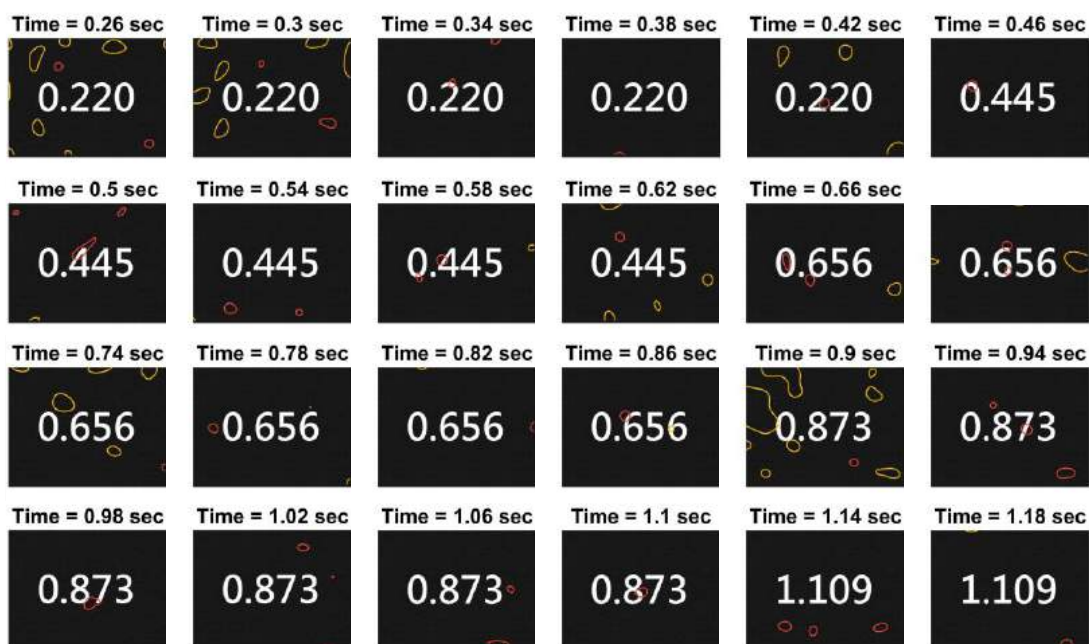 Time = 0.26 sec Time = 0.3 sec Time = 0.34 sec Time = 0.38 sec Time = 0.42 sec Time = 0.46 sec
0.220 0.220 0.220 0.220 0.220 0.445
Time = 0.5 sec Time = 0.54 sec Time = 0.58 sec Time = 0.62 sec Time = 0.66 sec
0.445 0.445 0.445 0.445 0.656 0.656
Time = 0.74 sec Time = 0.78 sec Time = 0.82 sec Time = 0.86 sec Time = 0.9 sec Time = 0.94 sec
0.656 0.656 0.656 0.656 0.873 0.873
Time = 0.98 sec Time = 1.02 sec Time = 1.06 sec Time = 1.1 sec Time = 1.14 sec Time = 1.18 sec
0.873 0.873 0.873 0.873 1.109 1.109